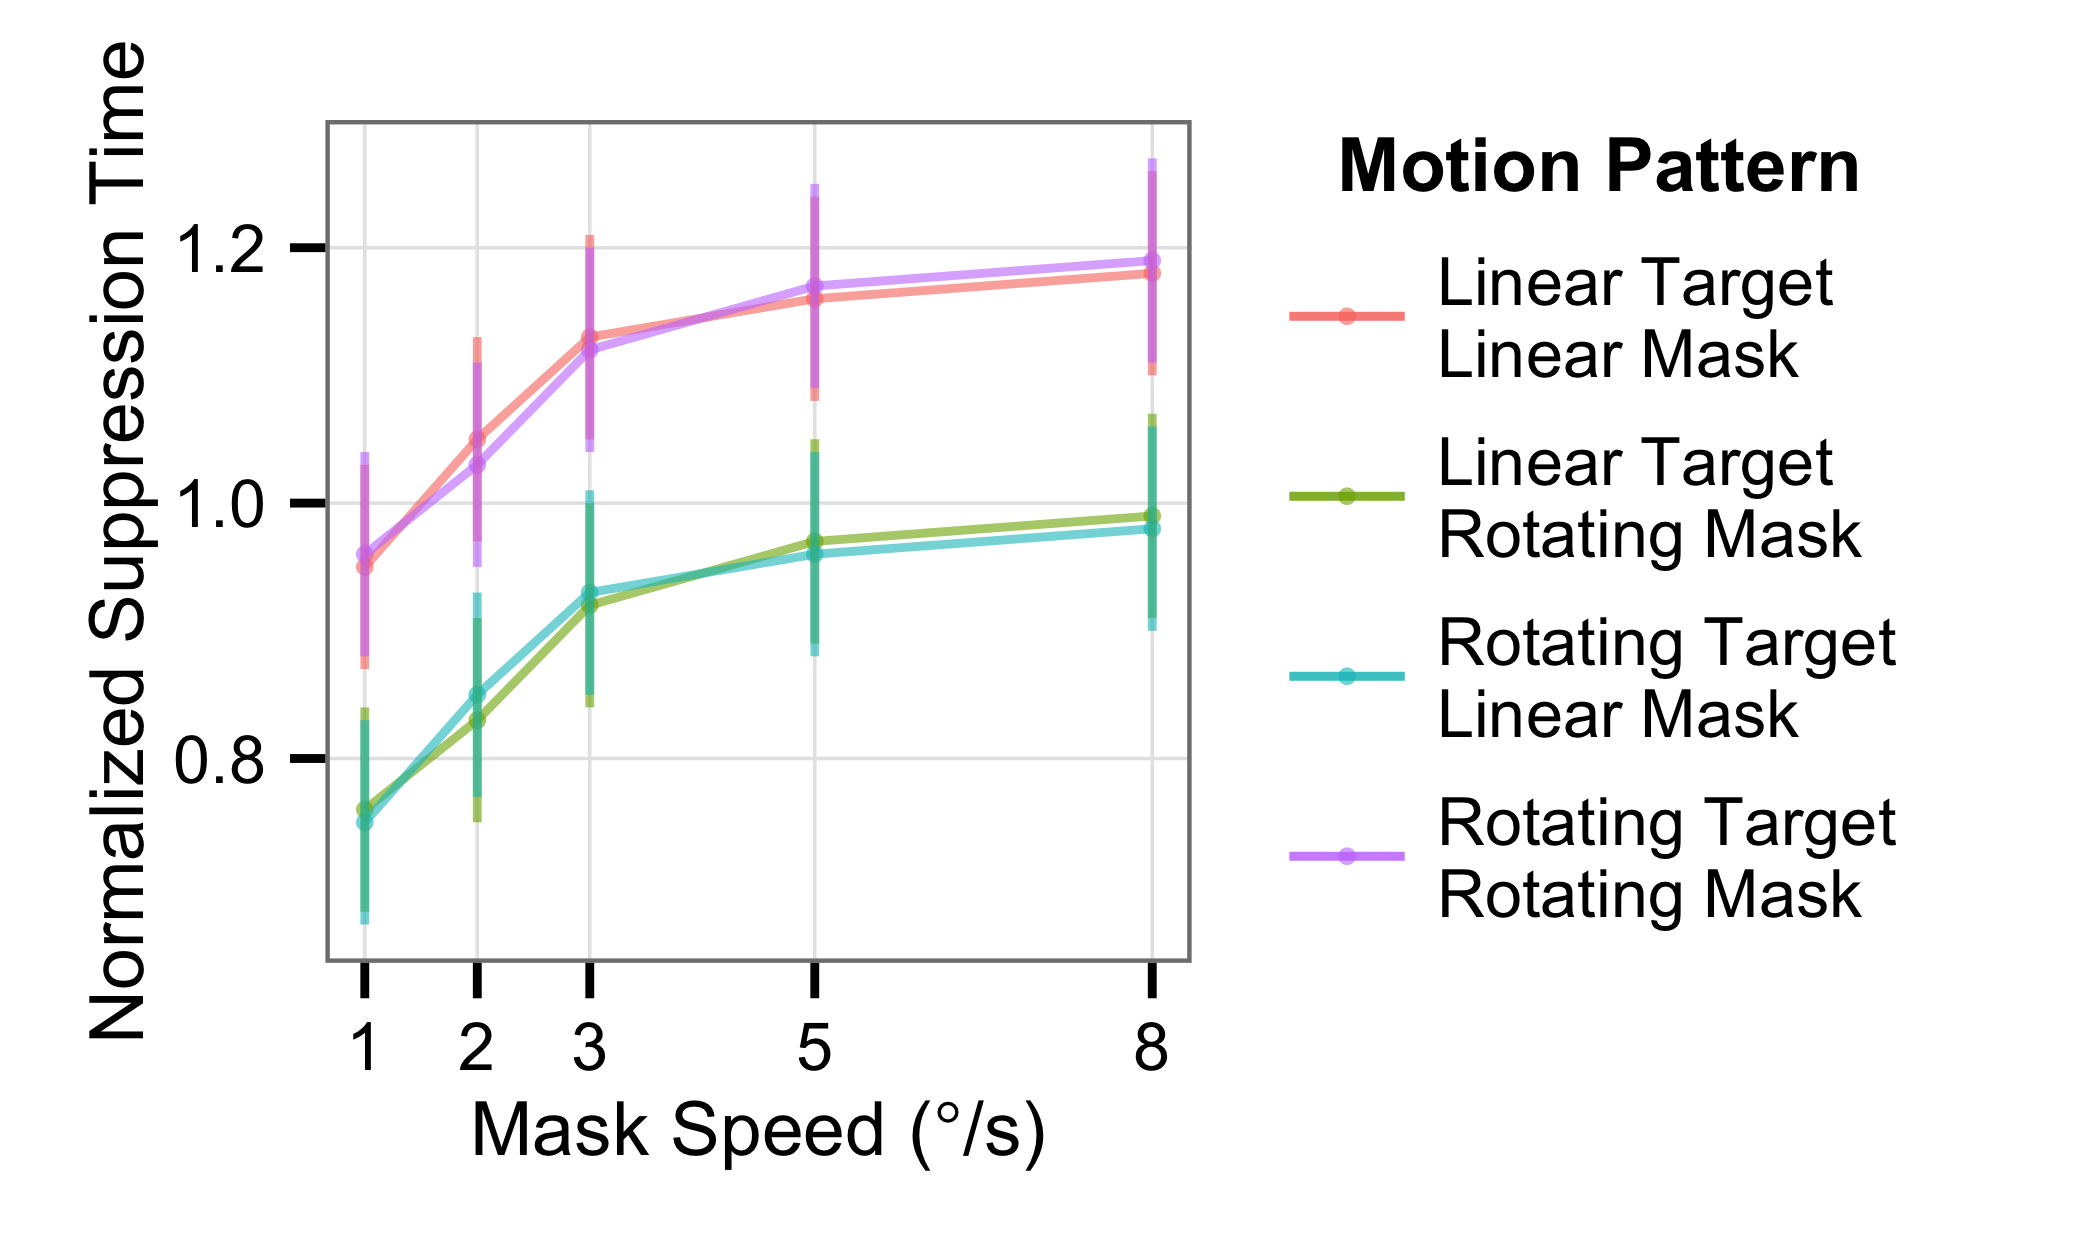 Normalized Suppression Time
1.2
1.0
0.8
1 2 3 5 8
Mask Speed (°/s)
Motion Pattern
Linear Target
Linear Mask
Linear Target
Rotating Mask
Rotating Target
Linear Mask
Rotating Target
Rotating Mask